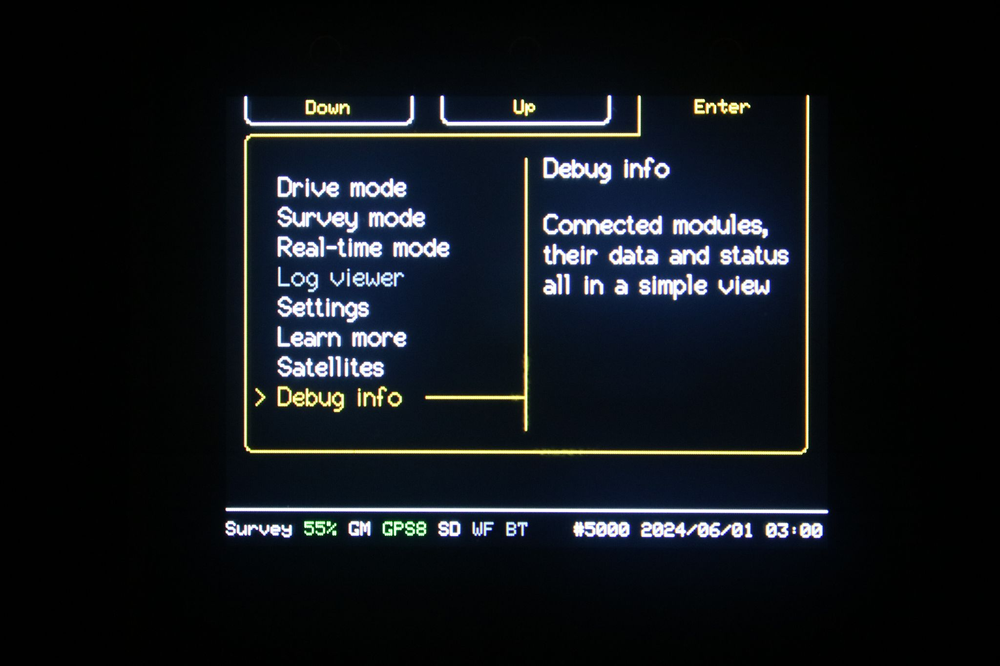 Down Up Enter
Drive mode
Survey mode
Real-time mode
Log viewer
Settings
Learn more
Satellites
> Debug info
Debug info
Connected modules,
their data and status
all in a simple view
Survey 55% GM GPS8 SD WF BT #5000 2024/06/01 03:00